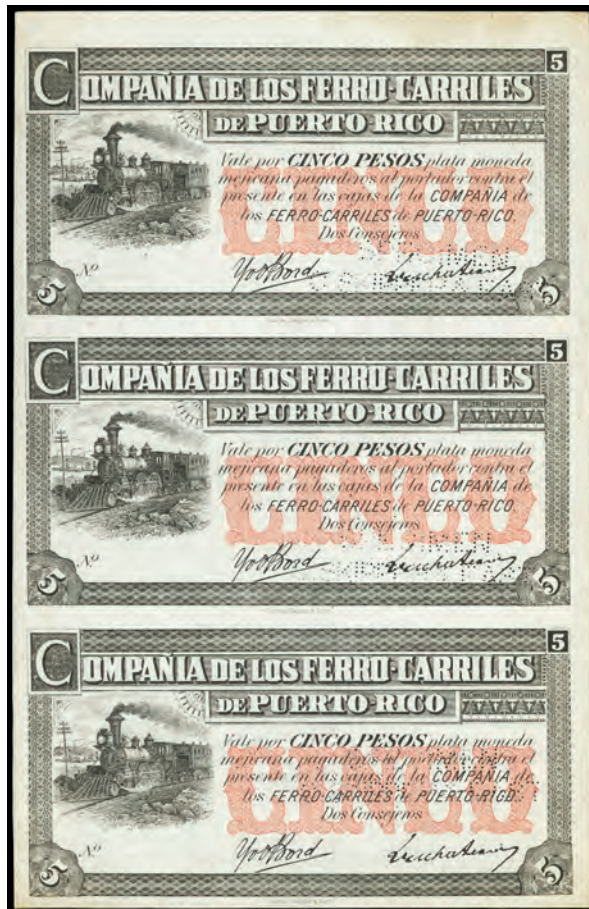 5
COMPAÑIA DE LOS FERRO-CARRILES
DE PUERTO-RICO
Vale por CINCO PESOS plata moneda
mejicana pagaderos al portador contra el
presente en las cajas de la COMPAÑIA de
los FERRO-CARRILES de PUERTO-RICO.
Dos Consejeros
CINCO
Nº
5 5
5
COMPAÑIA DE LOS FERRO-CARRILES
DE PUERTO-RICO
Vale por CINCO PESOS plata moneda
mejicana pagaderos al portador contra el
presente en las cajas de la COMPAÑIA de
los FERRO-CARRILES de PUERTO-RICO.
Dos Consejeros
CINCO
Nº
5 5
5
COMPAÑIA DE LOS FERRO-CARRILES
DE PUERTO-RICO
Vale por CINCO PESOS plata moneda
mejicana pagaderos al portador contra el
presente en las cajas de la COMPAÑIA de
los FERRO-CARRILES de PUERTO-RICO.
Dos Consejeros
CINCO
Nº
5 5